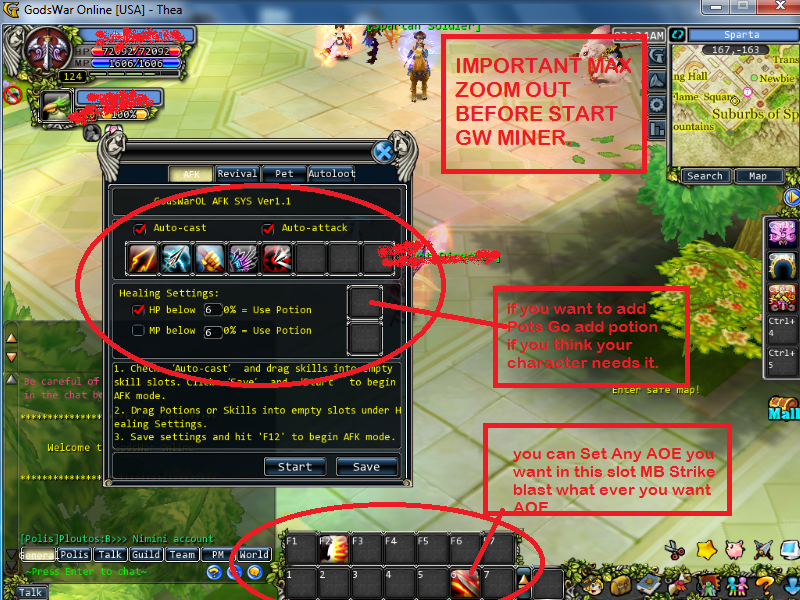 GodsWar Online [USA] - Thea
[Spartan Soldier]
Sparta
167,-163
HP 72092/72092
MP 1606/1606
124
100%
IMPORTANT MAX
ZOOM OUT
BEFORE START
GW MINER.
Trans
ng Hall
Newbie
Flame Square
Suburbs of Sp
ountains
Search
Map
AFK
Revival
Pet
Autoloot
GodsWarOL AFK SYS Ver1.1
Auto-cast
Auto-attack
Healing Settings:
HP below 60% = Use Potion
MP below 60% = Use Potion
if you want to add
Pots Go add potion
if you think your
character needs it.
Ctrl+
4
Ctrl+
5
1. Check 'Auto-cast' and drag skills into empty
skill slots. Click 'Save' and 'Start' to begin
AFK mode.
2. Drag Potions or Skills into empty slots under H
ealing Settings.
3. Save settings and hit 'F12' to begin AFK mode.
Start
Save
Be careful of
in the chat bo
Enter safe map!
Mall
********************
Welcome t
********************
you can Set Any AOE you
want in this slot MB Strike
blast what ever you want
AOE
[Polis]Ploutos:B>>> Nimini account
General
Polis
Talk
Guild
Team
PM
World
~Press Enter to chat~
Talk
F1
F2
F3
F4
F5
F6
F7
1
2
3
4
5
6
7